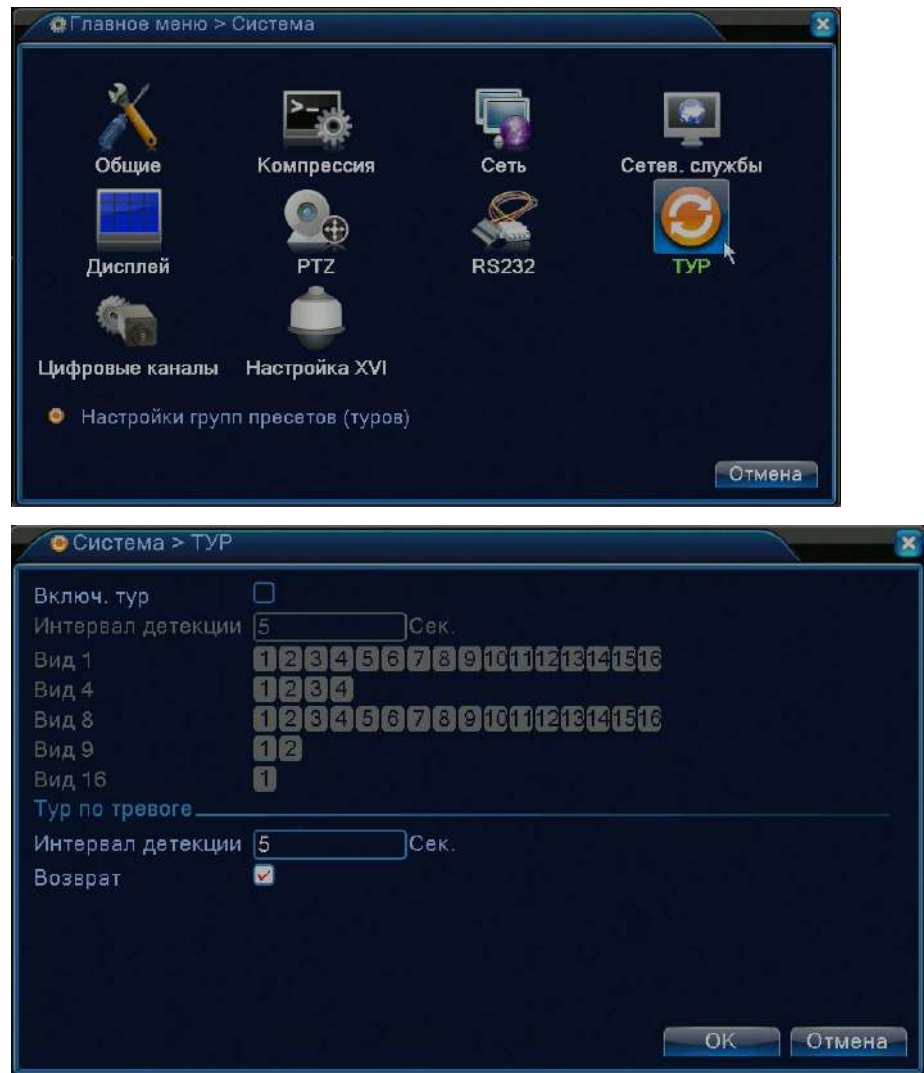 Главное меню > Система
Общие Компрессия Сеть Сетев. службы
Дисплей PTZ RS232 ТУР
Цифровые каналы Настройка XVI
Настройки групп пресетов (туров)
Отмена
Система > ТУР
Включ. тур
Интервал детекции 5 Сек.
Вид 1 1 2 3 4 5 6 7 8 9 10 11 12 13 14 15 16
Вид 4 1 2 3 4
Вид 8 1 2 3 4 5 6 7 8 9 10 11 12 13 14 15 16
Вид 9 1 2
Вид 16 1
Тур по тревоге
Интервал детекции 5 Сек.
Возврат
OK Отмена